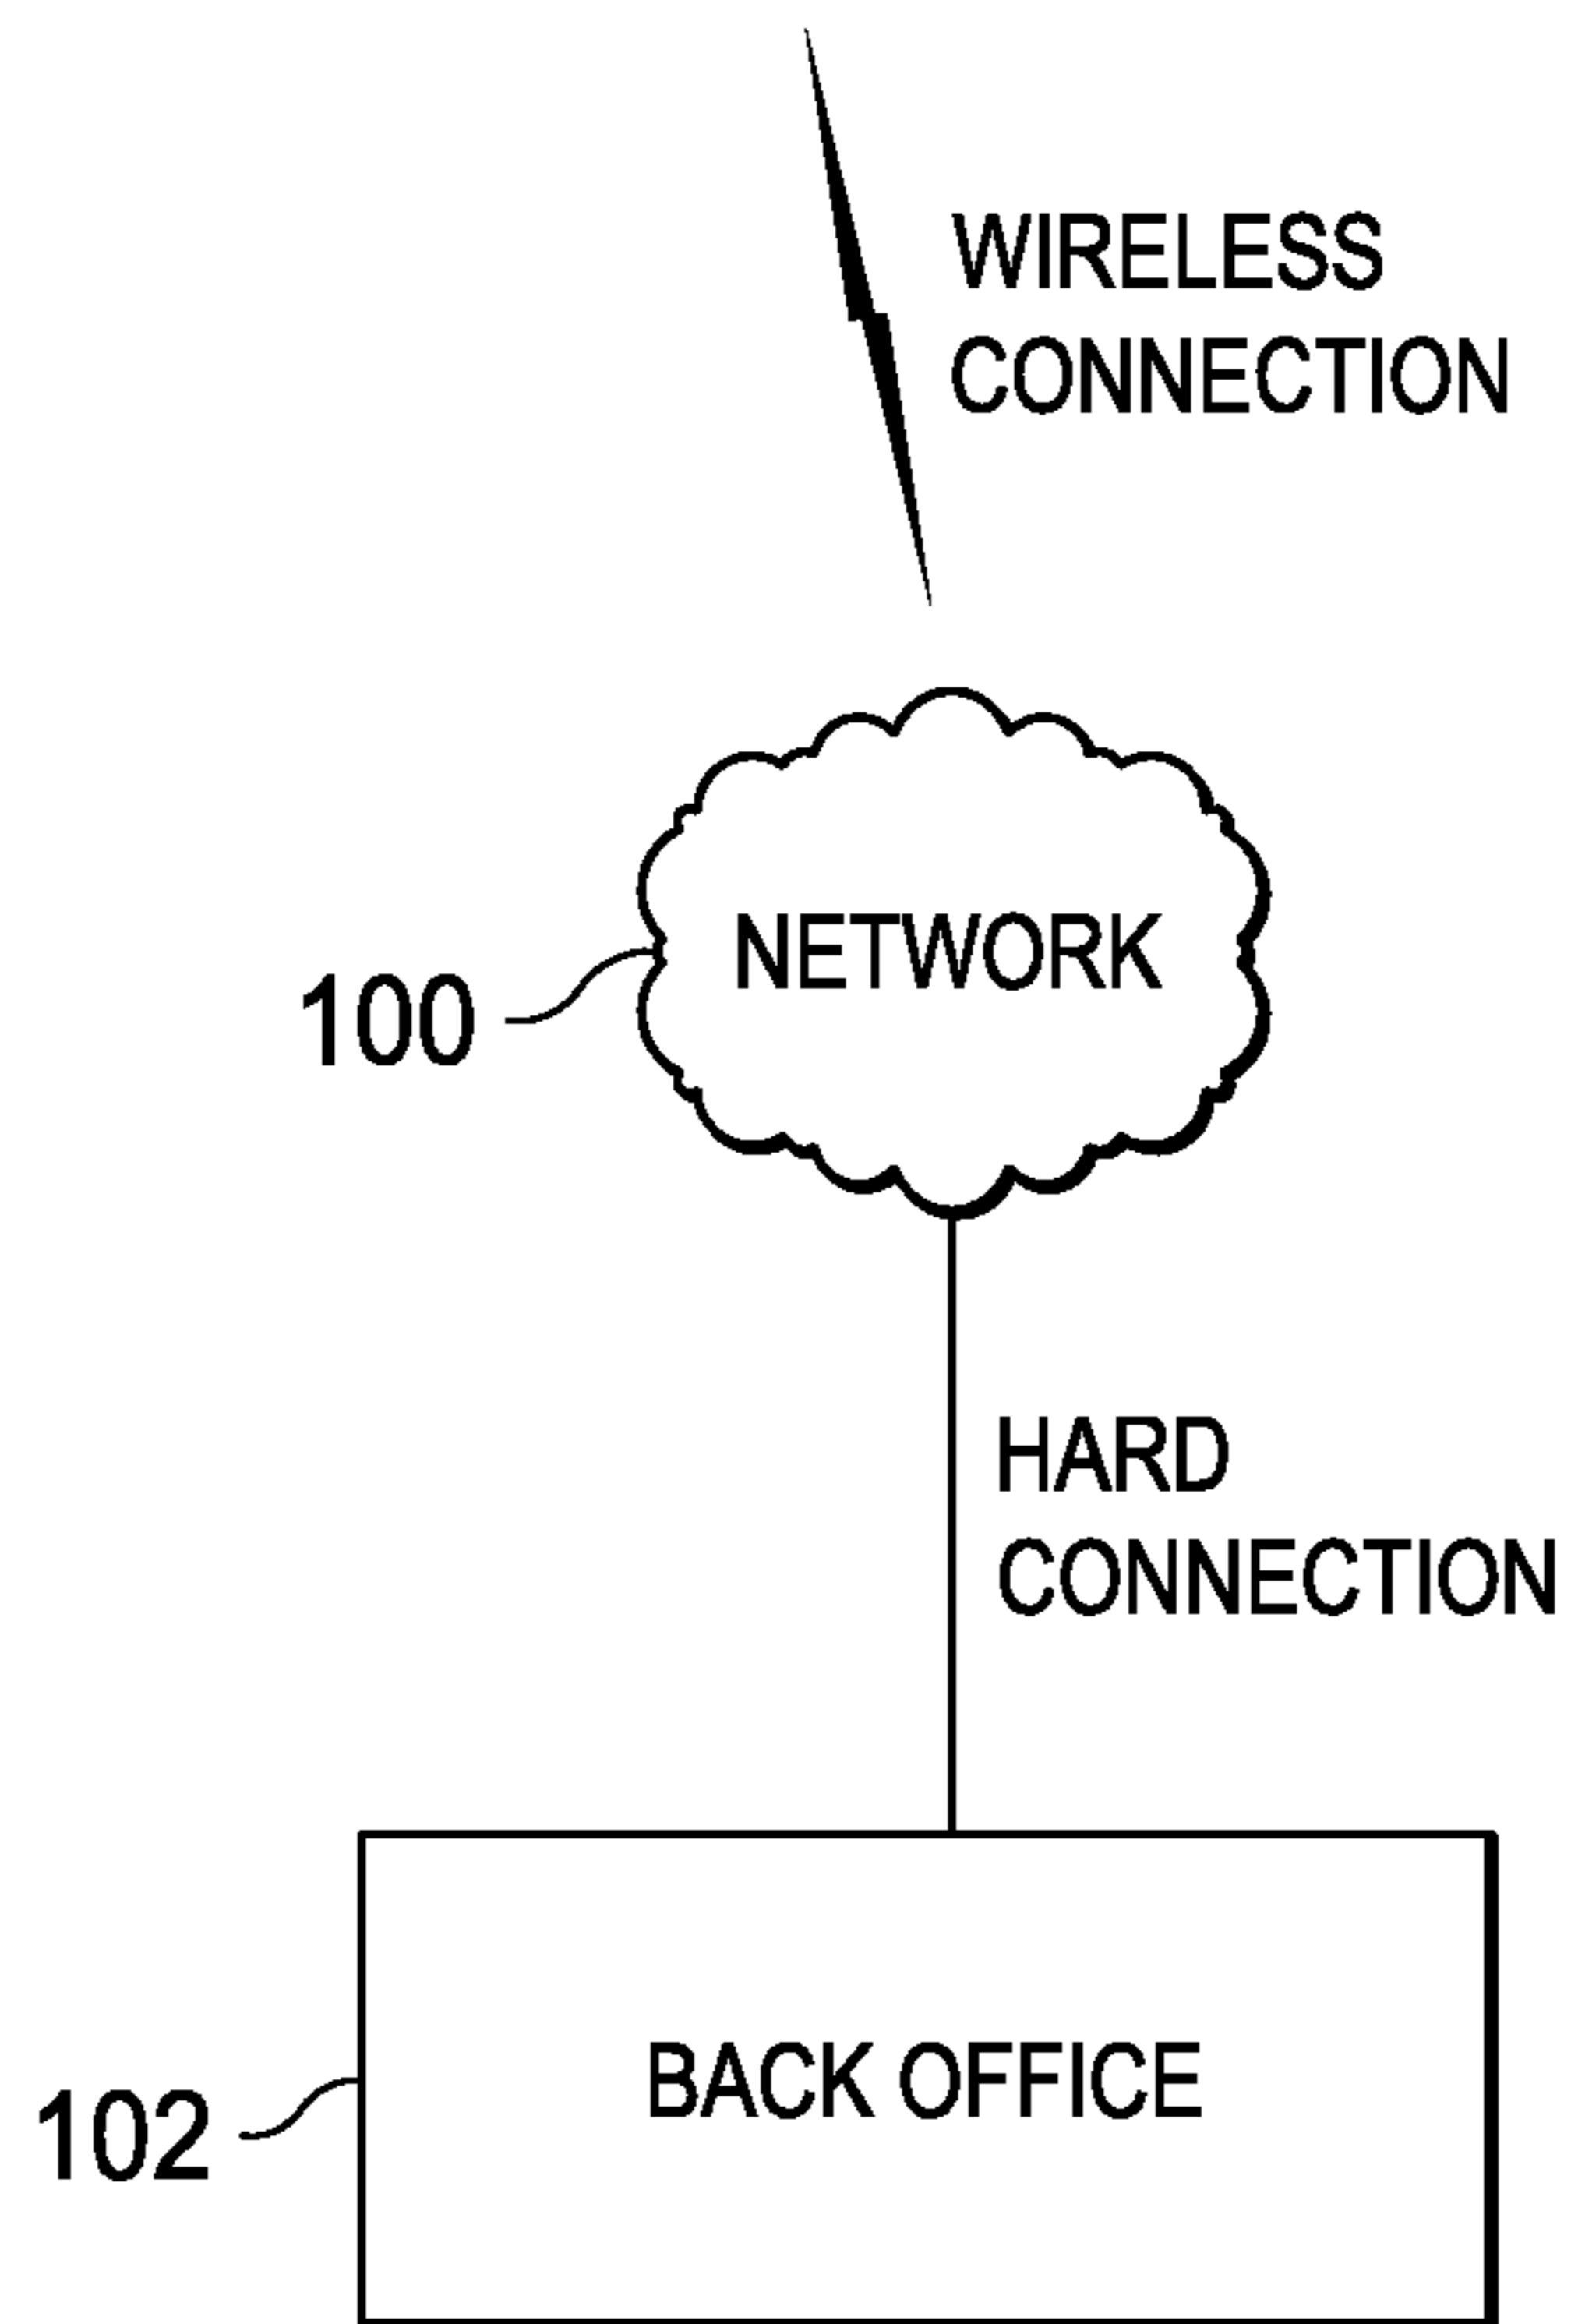 WIRELESS
CONNECTION
NETWORK
100
HARD
CONNECTION
BACK OFFICE
102